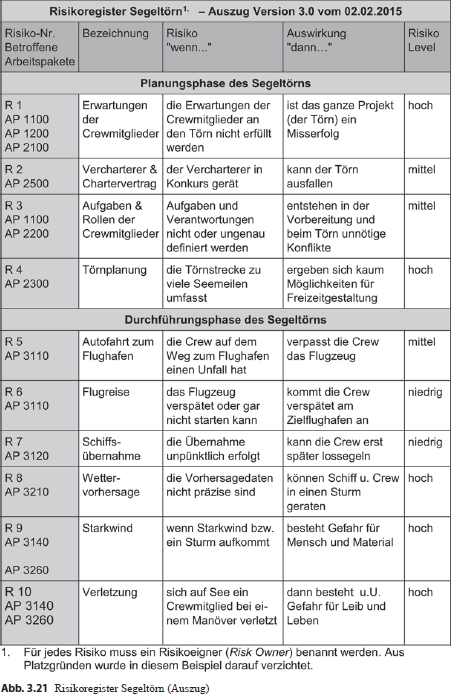 Risikoregister Segeltörn1. – Auszug Version 3.0 vom 02.02.2015
Risiko-Nr.
Betroffene
Arbeitspakete
Bezeichnung
Risiko
"wenn..."
Auswirkung
"dann..."
Risiko
Level
Planungsphase des Segeltörns
R 1
AP 1100
AP 1200
AP 2100
Erwartungen
der
Crewmitglieder
die Erwartungen der
Crewmitglieder an
den Törn nicht erfüllt
werden
ist das ganze Projekt
(der Törn) ein
Misserfolg
hoch
R 2
AP 2500
Vercharterer &
Chartervertrag
der Vercharterer in
Konkurs gerät
kann der Törn
ausfallen
mittel
R 3
AP 1100
AP 2200
Aufgaben &
Rollen der
Crewmitglieder
Aufgaben und
Verantwortungen
nicht oder ungenau
definiert werden
entstehen in der
Vorbereitung und
beim Törn unnötige
Konflikte
mittel
R 4
AP 2300
Törnplanung
die Törnstrecke zu
viele Seemeilen
umfasst
ergeben sich kaum
Möglichkeiten für
Freizeitgestaltung
hoch
Durchführungsphase des Segeltörns
R 5
AP 3110
Autofahrt zum
Flughafen
die Crew auf dem
Weg zum Flughafen
einen Unfall hat
verpasst die Crew
das Flugzeug
mittel
R 6
AP 3110
Flugreise
das Flugzeug
verspätet oder gar
nicht starten kann
kommt die Crew
verspätet am
Zielflughafen an
niedrig
R 7
AP 3120
Schiffs-
übernahme
die Übernahme
unpünktlich erfolgt
kann die Crew erst
später lossegeln
niedrig
R 8
AP 3210
Wetter-
vorhersage
die Vorhersagedaten
nicht präzise sind
können Schiff u. Crew
in einen Sturm
geraten
hoch
R 9
AP 3140
AP 3260
Starkwind
wenn Starkwind bzw.
ein Sturm aufkommt
besteht Gefahr für
Mensch und Material
hoch
R 10
AP 3140
AP 3260
Verletzung
sich auf See ein
Crewmitglied bei ei-
nem Manöver verletzt
dann besteht u.U.
Gefahr für Leib und
Leben
hoch
1. Für jedes Risiko muss ein Risikoeigner (Risk Owner) benannt werden. Aus
Platzgründen wurde in diesem Beispiel darauf verzichtet.
Abb. 3.21 Risikoregister Segeltörn (Auszug)